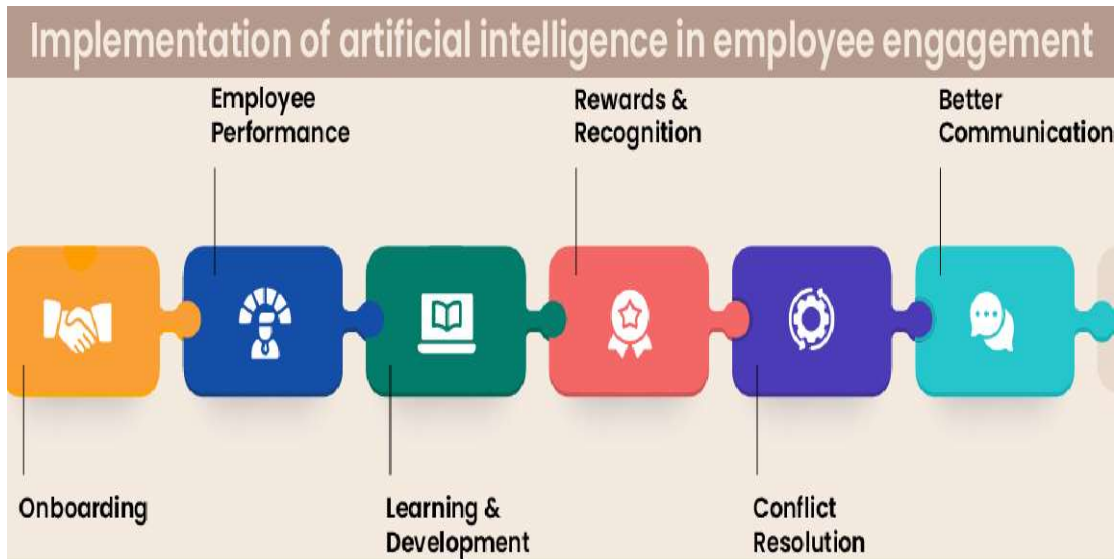 Implementation of artificial intelligence in employee engagement
Employee
Performance
Rewards &
Recognition
Better
Communication
Onboarding
Learning &
Development
Conflict
Resolution